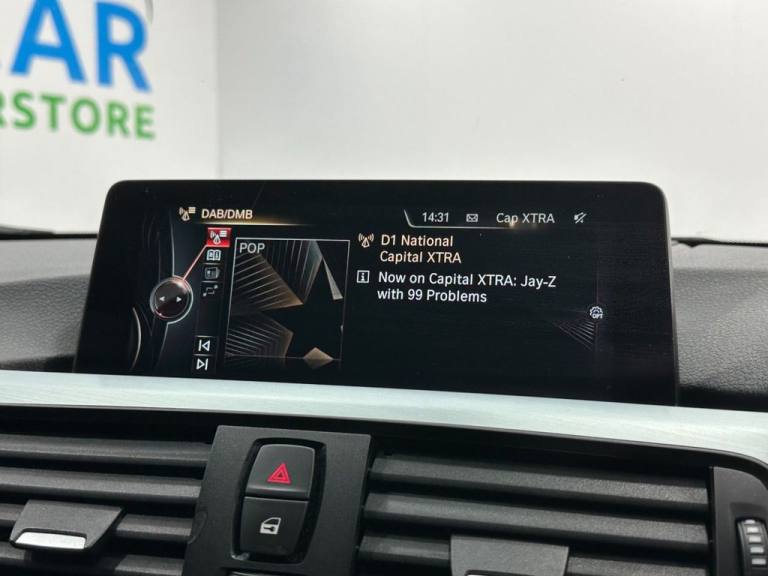 AR
RSTORE
DAB/DMB
14:31
Cap XTRA
POP
D1 National
Capital XTRA
Now on Capital XTRA: Jay-Z
with 99 Problems
OPT